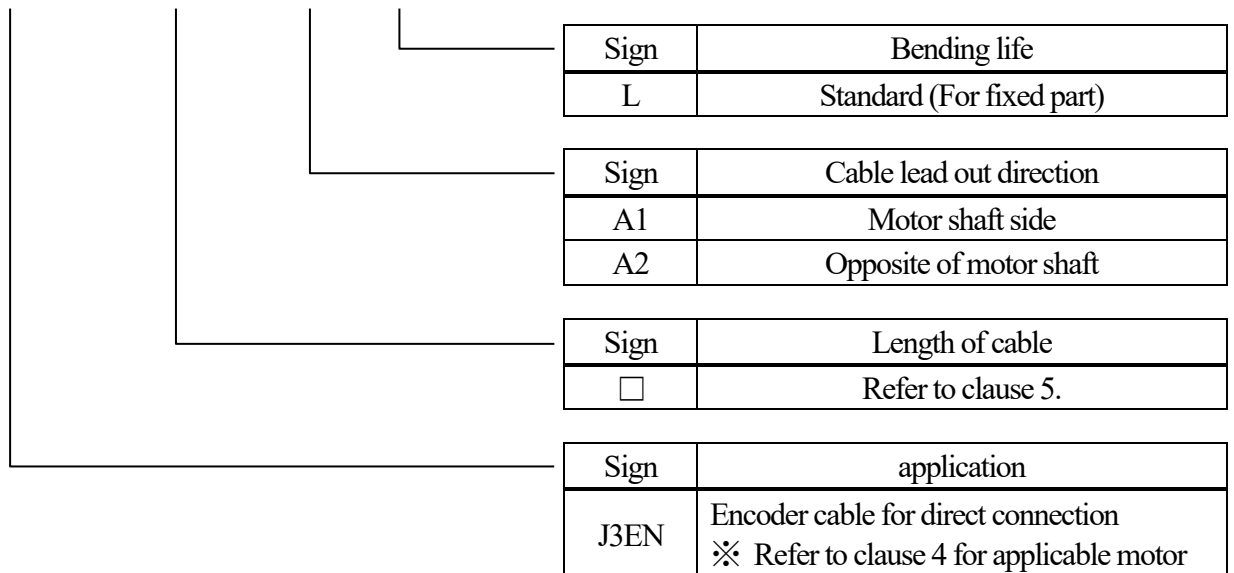 Sign Bending life
L Standard (For fixed part)
Sign Cable lead out direction
A1 Motor shaft side
A2 Opposite of motor shaft
Sign Length of cable
□ Refer to clause 5.
Sign application
J3EN Encoder cable for direct connection
※ Refer to clause 4 for applicable motor